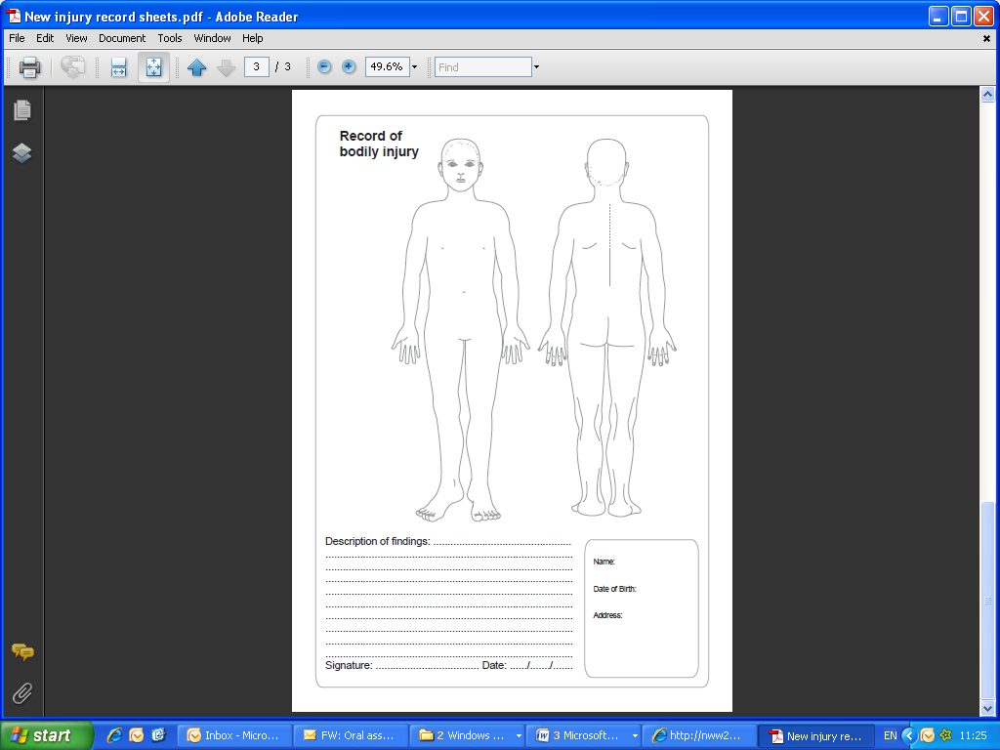 New injury record sheets.pdf - Adobe Reader
File Edit View Document Tools Window Help
3 / 3 49.6% Find
Record of
bodily injury
Description of findings: ................................................
Name:
Date of Birth:
Address:
Signature: .................................... Date: ....../......./.......
start Inbox - Micro... FW: Oral ass... 2 Windows ... 3 Microsoft... http://nww2... New injury re... EN 11:25